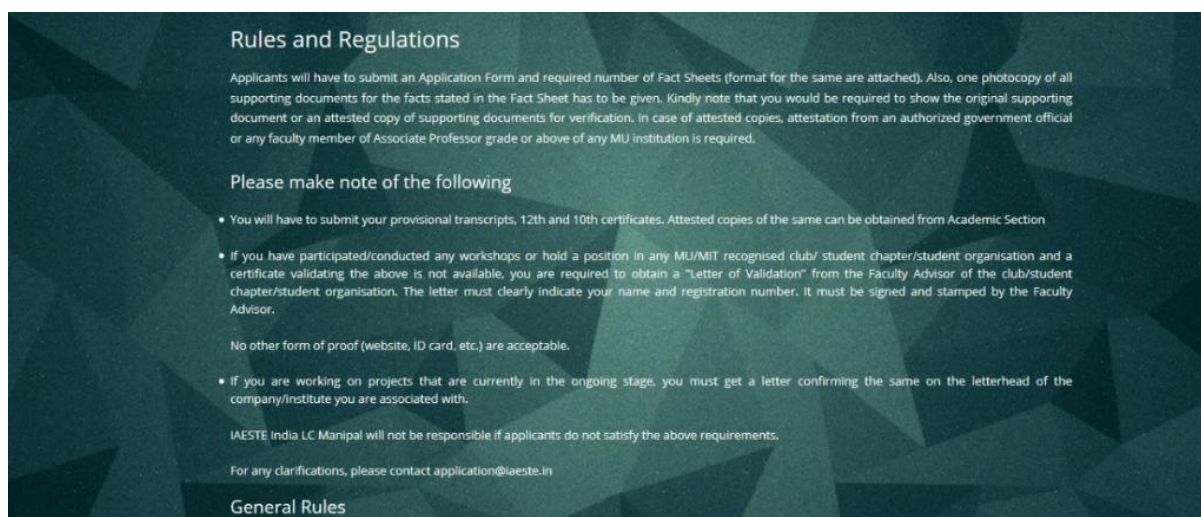 Rules and Regulations
Applicants will have to submit an Application Form and required number of Fact Sheets (format for the same are attached). Also, one photocopy of all
supporting documents for the facts stated in the Fact Sheet has to be given. Kindly note that you would be required to show the original supporting
document or an attested copy of supporting documents for verification. In case of attested copies, attestation from an authorized government official
or any faculty member of Associate Professor grade or above of any MU institution is required.
Please make note of the following
• You will have to submit your provisional transcripts, 12th and 10th certificates. Attested copies of the same can be obtained from Academic Section
• If you have participated/conducted any workshops or hold a position in any MU/MIT recognised club/ student chapter/student organisation and a
certificate validating the above is not available, you are required to obtain a "Letter of Validation" from the Faculty Advisor of the club/student
chapter/student organisation. The letter must clearly indicate your name and registration number. It must be signed and stamped by the Faculty
Advisor.
No other form of proof (website, ID card, etc.) are acceptable.
• If you are working on projects that are currently in the ongoing stage, you must get a letter confirming the same on the letterhead of the
company/institute you are associated with.
IAESTE India LC Manipal will not be responsible if applicants do not satisfy the above requirements.
For any clarifications, please contact application@iaeste.in
General Rules